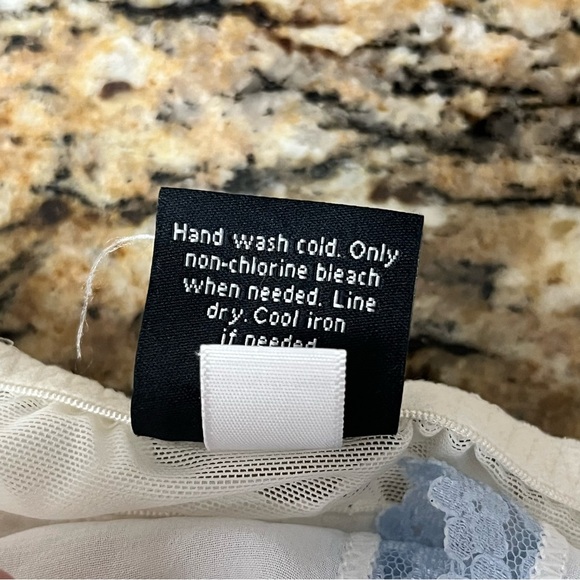 Hand wash cold. Only
non-chlorine bleach
when needed. Line
dry. Cool iron
if needed